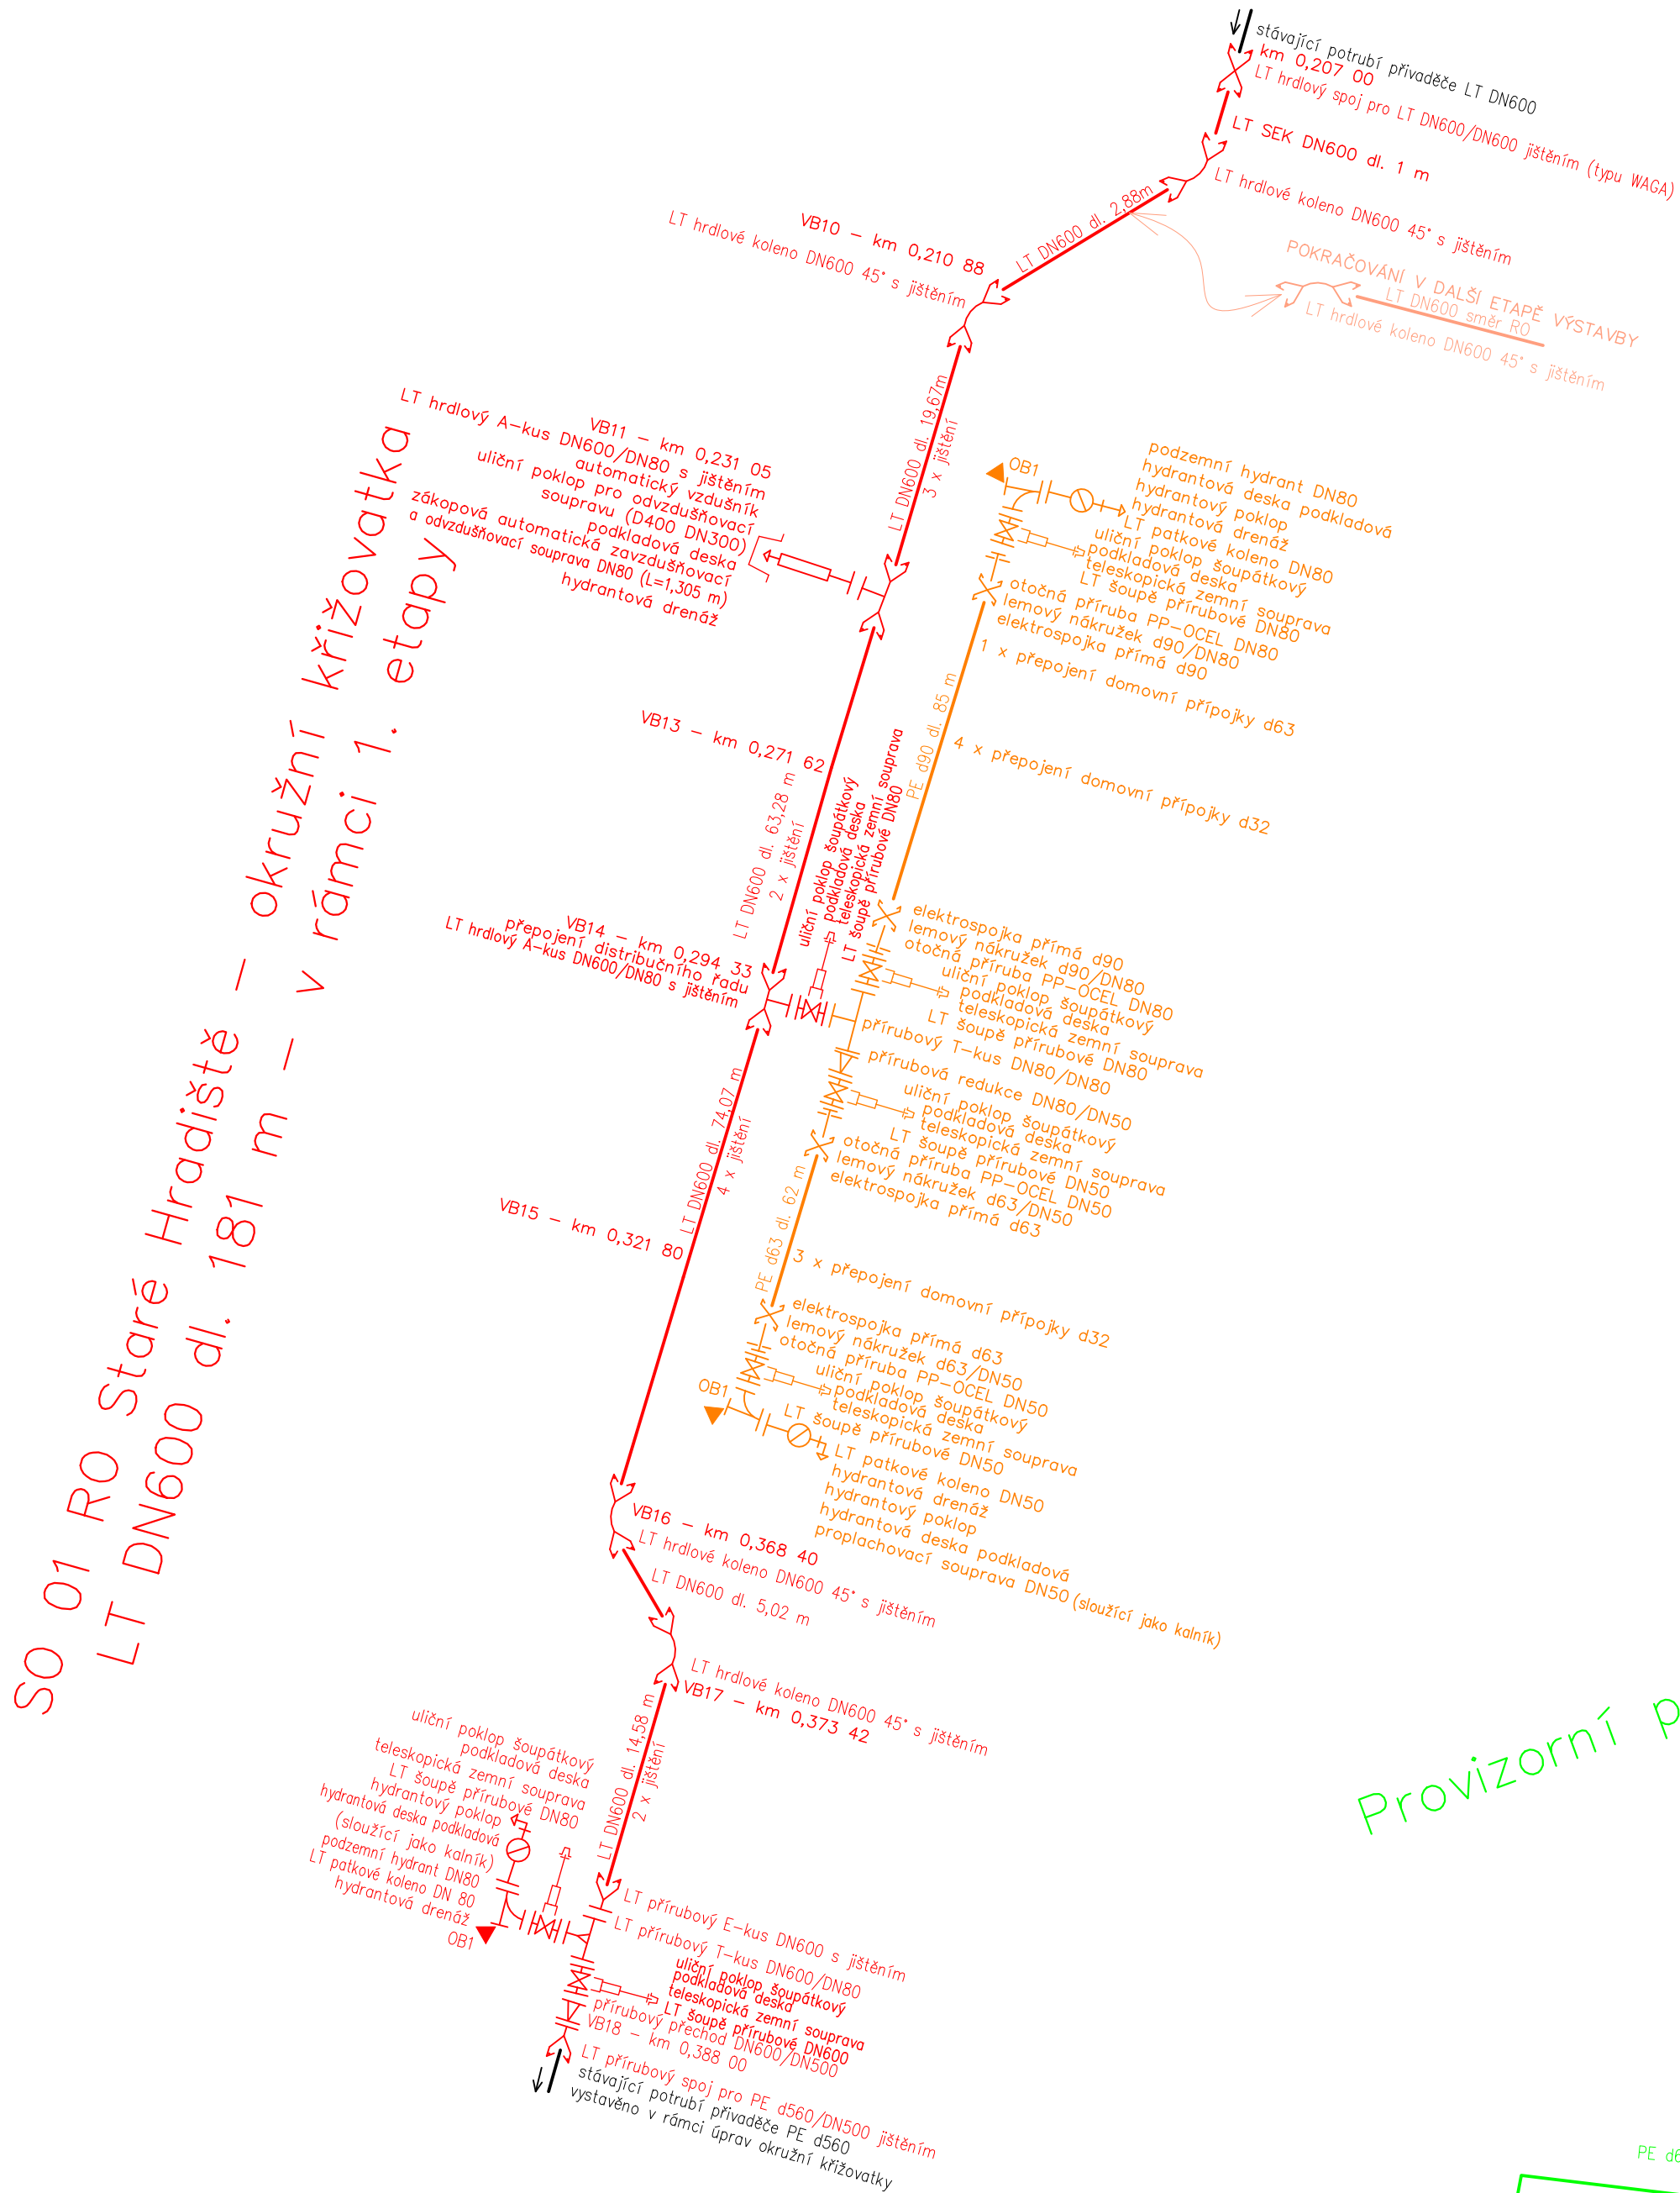 stávající potrubí přivaděče LT DN600
km 0,207 00
LT hrdlový spoj pro LT DN600/DN600 jištěním (typu WAGA)
LT SEK DN600 dl. 1 m
LT hrdlové koleno DN600 45° s jištěním
LT DN600 dl. 2,88m
VB10 – km 0,210 88
LT hrdlové koleno DN600 45° s jištěním
POKRAČOVÁNÍ V DALŠÍ ETAPĚ VÝSTAVBY
LT DN600 směr RO
LT hrdlové koleno DN600 45° s jištěním
LT DN600 dl. 19,67m
3 x jištění
VB11 – km 0,231 05
LT hrdlový A–kus DN600/DN80 s jištěním
automatický vzdušník
uliční poklop pro odvzdušňovací
soupravu (D400 DN300)
podkladová deska
zákopová automatická zavzdušňovací
a odvzdušňovací souprava DN80 (L=1,305 m)
hydrantová drenáž
OB1
podzemní hydrant DN80
hydrantová deska podkladová
hydrantový poklop
hydrantová drenáž
LT patkové koleno DN80
uliční poklop šoupátkový
podkladová deska
teleskopická zemní souprava
LT šoupě přírubové DN80
otočná příruba PP–OCEL DN80
lemový nákružek d90/DN80
elektrospojka přímá d90
1 x přepojení domovní přípojky d63
PE d90 dl. 85 m
4 x přepojení domovní přípojky d32
VB13 – km 0,271 62
LT DN600 dl. 63,28 m
2 x jištění
uliční poklop šoupátkový
podkladová deska
teleskopická zemní souprava
LT šoupě přírubové DN80
VB14 – km 0,294 33
přepojení distribučního řadu
LT hrdlový A–kus DN600/DN80 s jištěním
elektrospojka přímá d90
lemový nákružek d90/DN80
otočná příruba PP–OCEL DN80
uliční poklop šoupátkový
podkladová deska
teleskopická zemní souprava
LT šoupě přírubové DN80
přírubový T–kus DN80/DN80
přírubová redukce DN80/DN50
uliční poklop šoupátkový
podkladová deska
teleskopická zemní souprava
LT šoupě přírubové DN50
otočná příruba PP–OCEL DN50
lemový nákružek d63/DN50
elektrospojka přímá d63
LT DN600 dl. 74,07 m
4 x jištění
VB15 – km 0,321 80
PE d63 dl. 62 m
3 x přepojení domovní přípojky d32
elektrospojka přímá d63
lemový nákružek d63/DN50
otočná příruba PP–OCEL DN50
uliční poklop šoupátkový
podkladová deska
teleskopická zemní souprava
LT šoupě přírubové DN50
OB1
LT patkové koleno DN50
hydrantová drenáž
hydrantový poklop
hydrantová deska podkladová
proplachovací souprava DN50 (sloužící jako kalník)
SO 01 RO Staré Hradiště – okružní křižovatka
LT DN600 dl. 181 m – v rámci 1. etapy
VB16 – km 0,368 40
LT hrdlové koleno DN600 45° s jištěním
LT DN600 dl. 5,02 m
LT hrdlové koleno DN600 45° s jištěním
VB17 – km 0,373 42
LT DN600 dl. 14,58 m
2 x jištění
uliční poklop šoupátkový
podkladová deska
teleskopická zemní souprava
LT šoupě přírubové DN80
hydrantový poklop
hydrantová deska podkladová
(sloužící jako kalník)
podzemní hydrant DN80
LT patkové koleno DN 80
hydrantová drenáž
OB1
LT přírubový E–kus DN600 s jištěním
LT přírubový T–kus DN600/DN80
uliční poklop šoupátkový
podkladová deska
teleskopická zemní souprava
LT šoupě přírubové DN600
přírubový přechod DN600/DN500
VB18 – km 0,388 00
LT přírubový spoj pro PE d560/DN500 jištěním
stávající potrubí přivaděče PE d560
vystavěno v rámci úprav okružní křižovatky
Provizorní p
PE d6